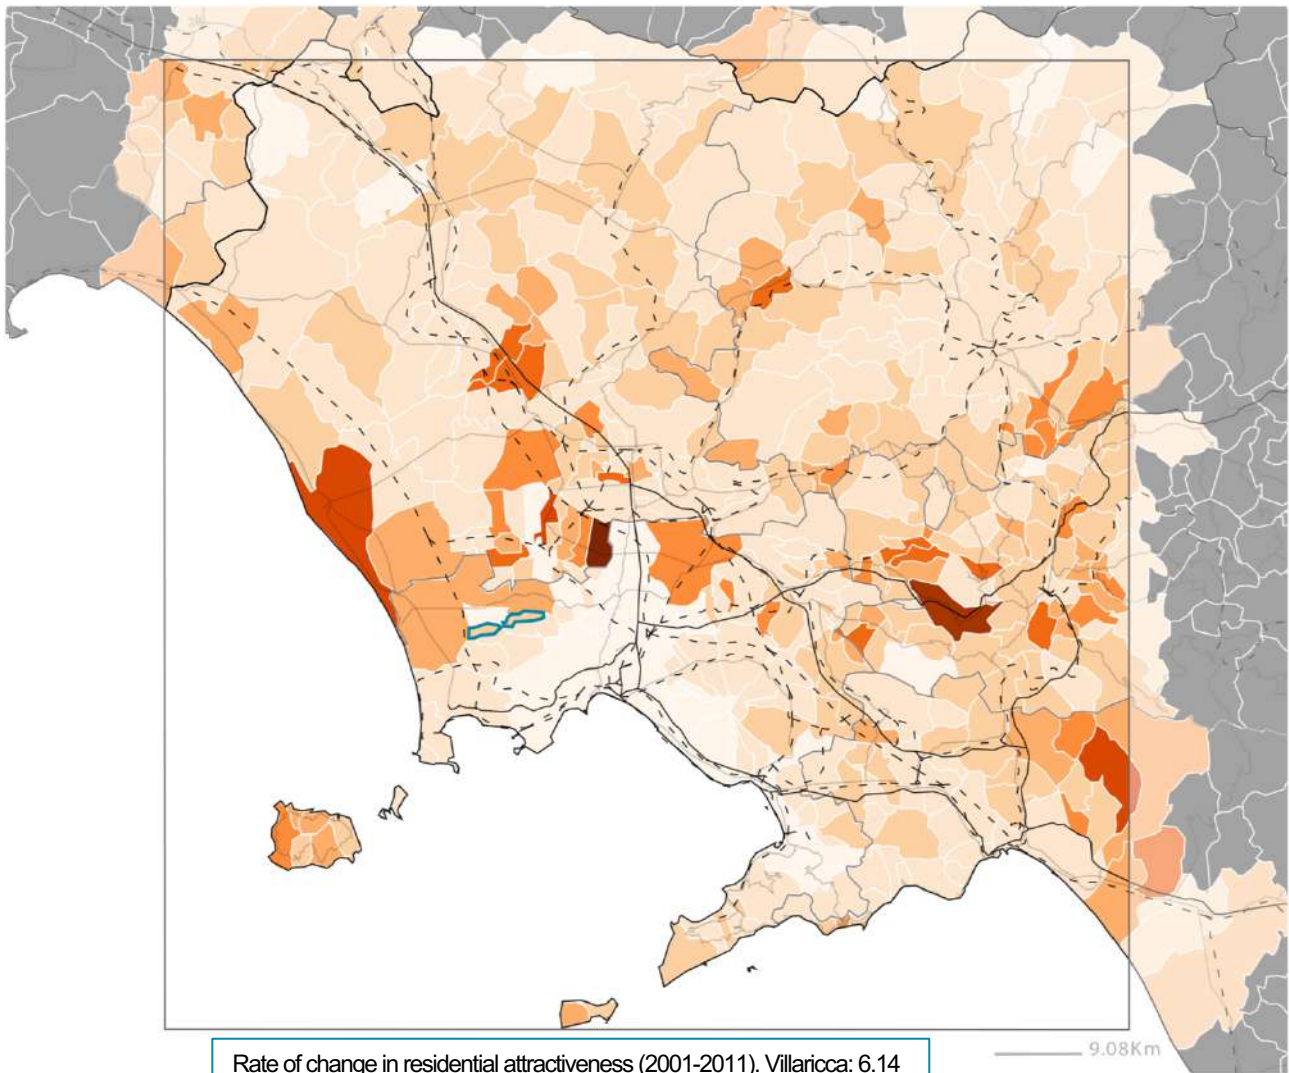 9.08Km
Rate of change in residential attractiveness (2001-2011). Villaricca: 6.14